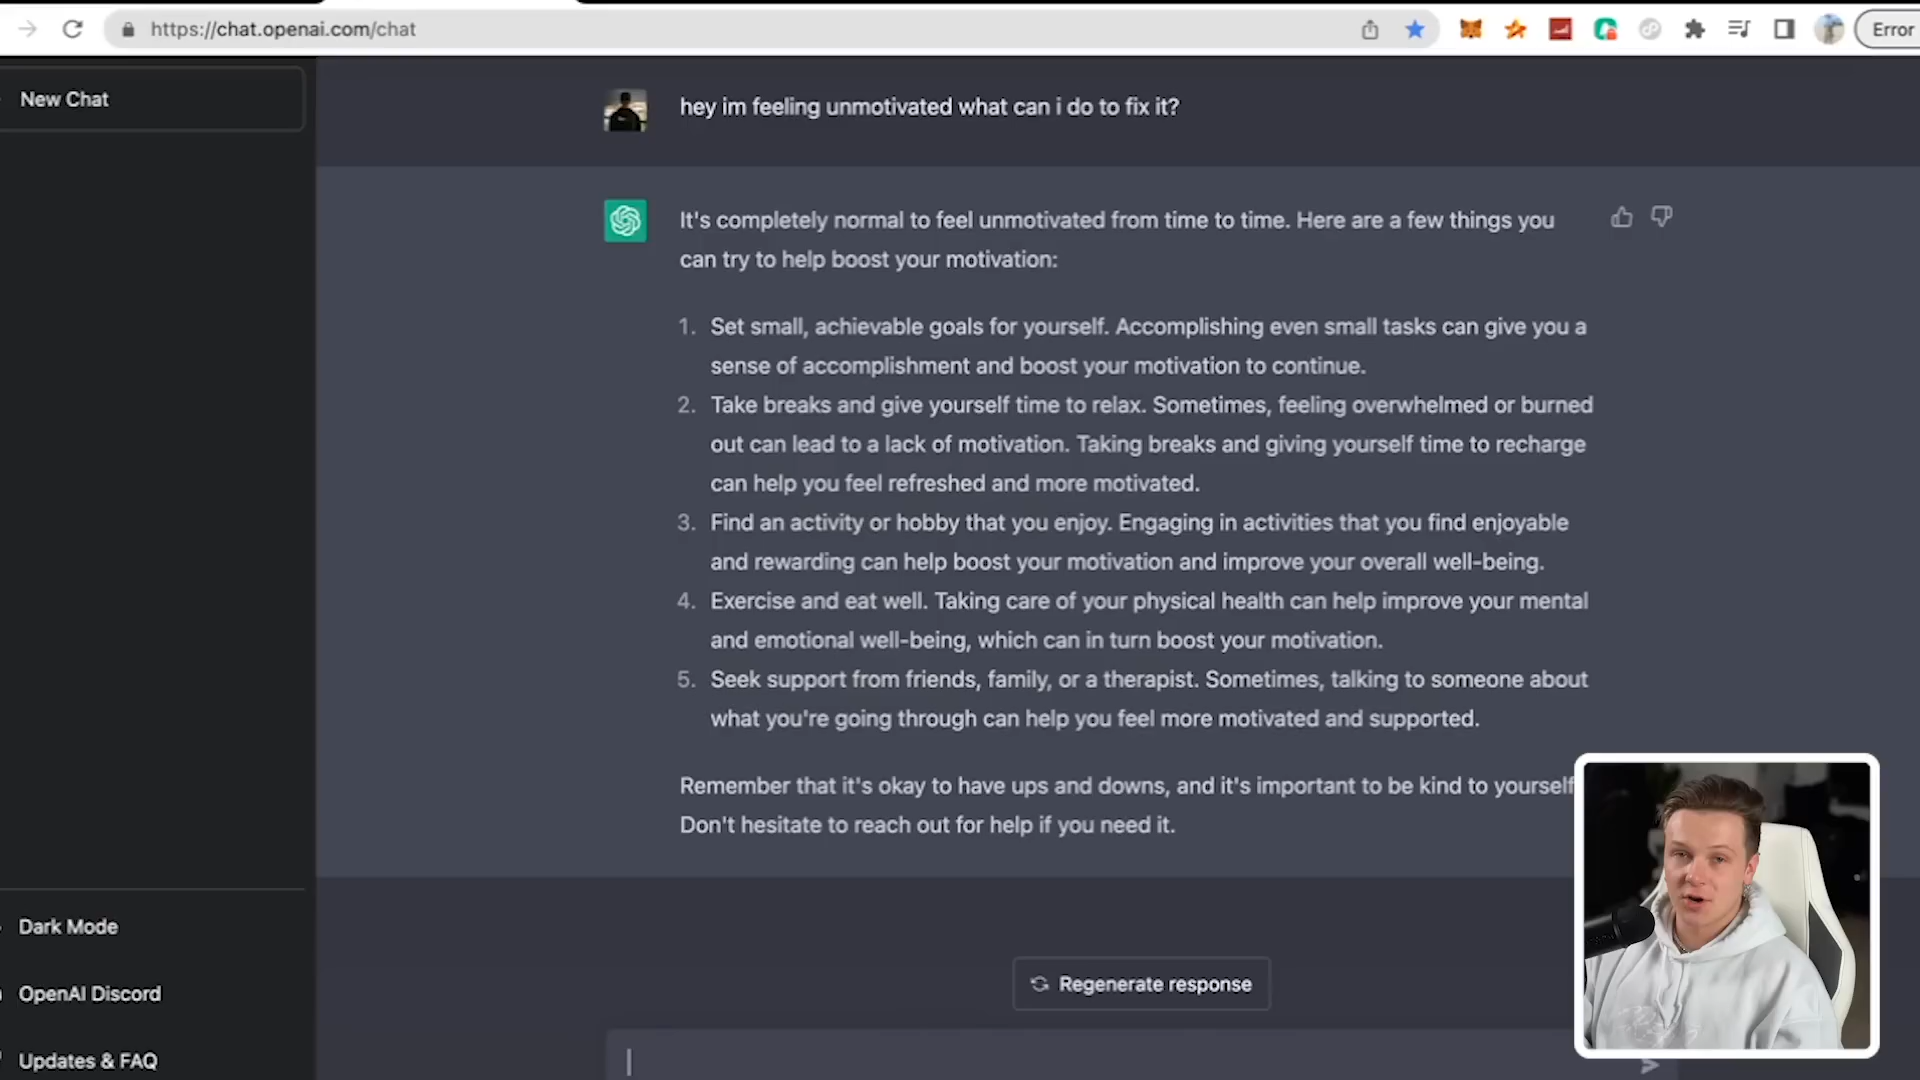 https://chat.openai.com/chat
Error
New Chat
hey im feeling unmotivated what can i do to fix it?
It's completely normal to feel unmotivated from time to time. Here are a few things you
can try to help boost your motivation:
1. Set small, achievable goals for yourself. Accomplishing even small tasks can give you a
sense of accomplishment and boost your motivation to continue.
2. Take breaks and give yourself time to relax. Sometimes, feeling overwhelmed or burned
out can lead to a lack of motivation. Taking breaks and giving yourself time to recharge
can help you feel refreshed and more motivated.
3. Find an activity or hobby that you enjoy. Engaging in activities that you find enjoyable
and rewarding can help boost your motivation and improve your overall well-being.
4. Exercise and eat well. Taking care of your physical health can help improve your mental
and emotional well-being, which can in turn boost your motivation.
5. Seek support from friends, family, or a therapist. Sometimes, talking to someone about
what you're going through can help you feel more motivated and supported.
Remember that it's okay to have ups and downs, and it's important to be kind to yourself
Don't hesitate to reach out for help if you need it.
Dark Mode
OpenAI Discord
Updates & FAQ
Regenerate response